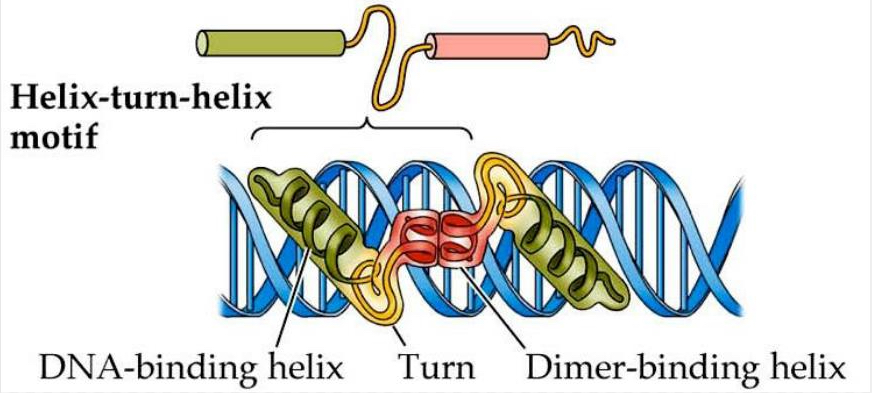 Helix-turn-helix
motif
DNA-binding helix
Turn
Dimer-binding helix